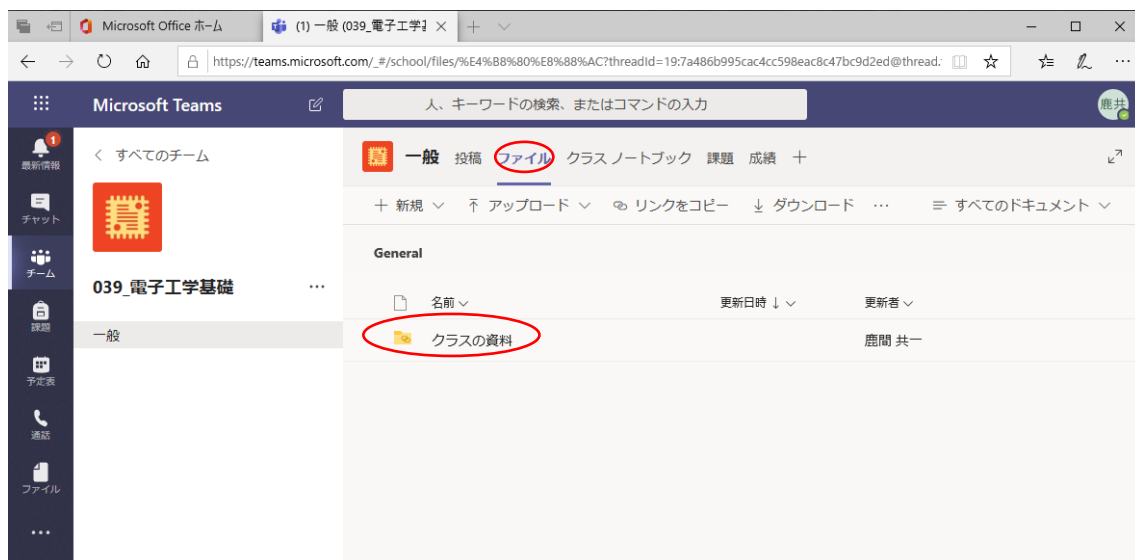 Microsoft Office ホーム
(1) 一般 (039_電子工学基
https://teams.microsoft.com/_#/school/files/%E4%B8%80%E8%88%AC?threadId=19:7a486b995cac4cc598eac8c47bc9d2ed@thread.
Microsoft Teams
人、キーワードの検索、またはコマンドの入力
鹿共
1
最新情報
チャット
チーム
課題
予定表
通話
ファイル
すべてのチーム
039_電子工学基礎
一般
一般 投稿 ファイル クラス ノートブック 課題 成績
新規 アップロード リンクをコピー ダウンロード ··· すべてのドキュメント
General
名前 更新日時 ↓ 更新者
クラスの資料 鹿間 共一